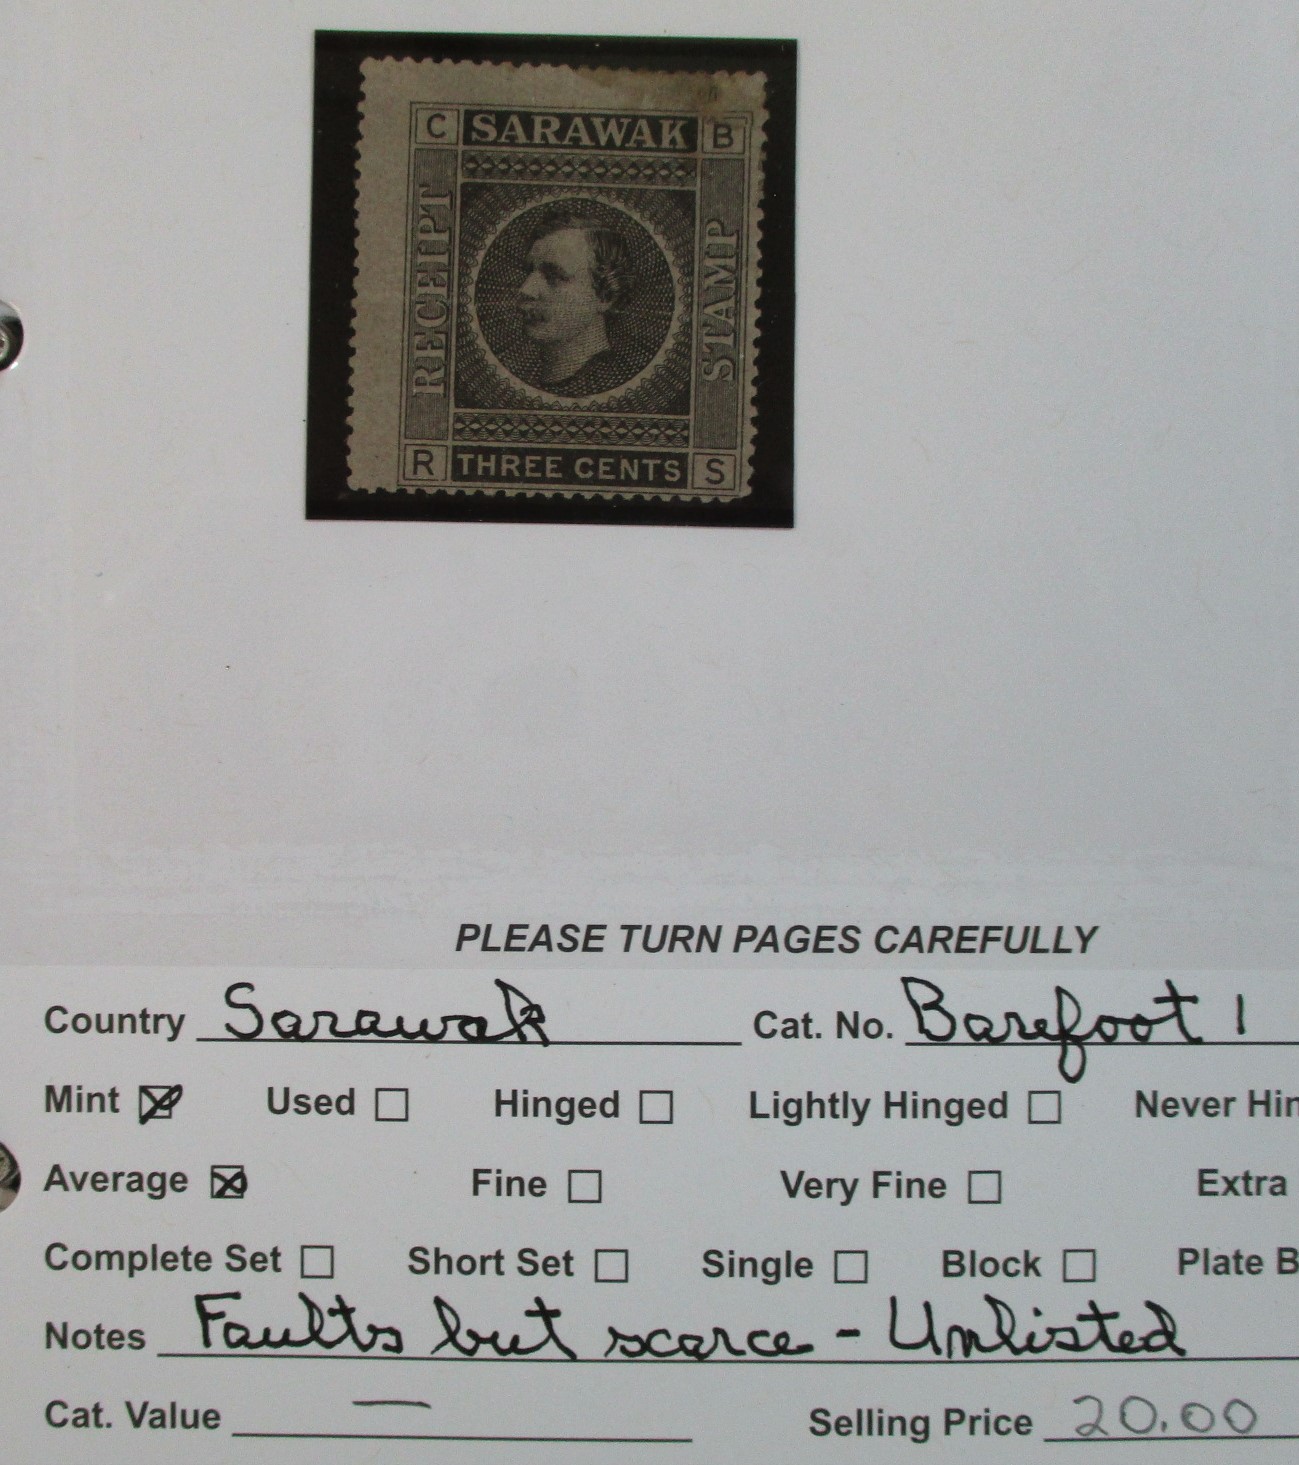 C SARAWAK B
RECEIPT
STAMP
R THREE CENTS S
PLEASE TURN PAGES CAREFULLY
Country Sarawak Cat. No. Barefoot 1
Mint Used Hinged Lightly Hinged Never Hin
Average Fine Very Fine Extra
Complete Set Short Set Single Block Plate B
Notes Faults but scarce - Unlisted
Cat. Value — Selling Price 20.00